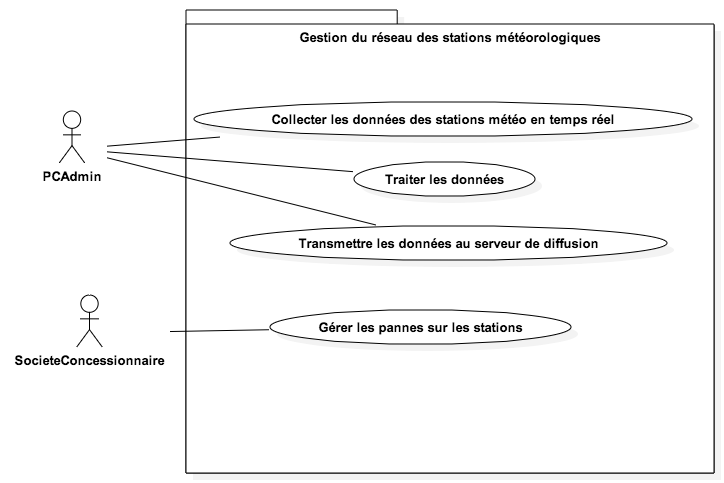 Gestion du réseau des stations météorologiques
Collecter les données des stations météo en temps réel
PCAdmin
Traiter les données
Transmettre les données au serveur de diffusion
Gérer les pannes sur les stations
SocieteConcessionnaire